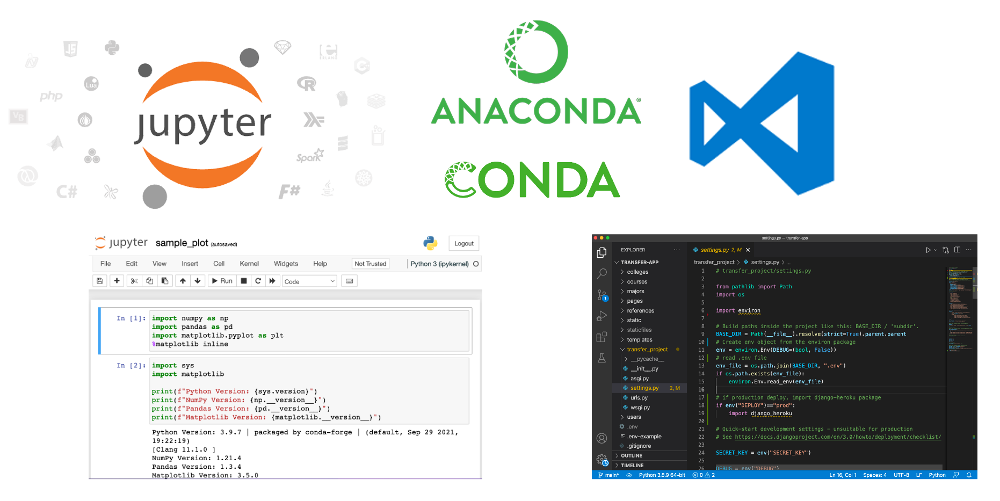 JS
ERLANG
C
Lua
R
php
VB
jupyter
Spark
C#
F#
ANACONDA®
CONDA
jupyter sample_plot (autosaved)
Logout
File Edit View Insert Cell Kernel Widgets Help Not Trusted Python 3 (ipykernel)
Run Code
In [1]: import numpy as np
import pandas as pd
import matplotlib.pyplot as plt
%matplotlib inline
In [2]: import sys
import matplotlib
print(f"Python Version: {sys.version}")
print(f"NumPy Version: {np.__version__}")
print(f"Pandas Version: {pd.__version__}")
print(f"Matplotlib Version: {matplotlib.__version__}")
Python Version: 3.9.7 | packaged by conda-forge | (default, Sep 29 2021,
19:22:19)
[Clang 11.1.0 ]
NumPy Version: 1.21.4
Pandas Version: 1.3.4
Matplotlib Version: 3.5.0
settings.py — transfer-app
EXPLORER
TRANSFER-APP
colleges
courses
majors
pages
references
static
staticfiles
templates
transfer_project
__pycache__
__init__.py
asgi.py
settings.py 2, M
urls.py
wsgi.py
users
.env
.env-example
.gitignore
OUTLINE
TIMELINE
1
settings.py 2, M
transfer_project > settings.py > ...
1 # transfer_project/settings.py
2
3 from pathlib import Path
4 import os
5
6 import environ
7
8 # Build paths inside the project like this: BASE_DIR / 'subdir'.
9 BASE_DIR = Path(__file__).resolve(strict=True).parent.parent
10 # Create env object from the environ package
11 env = environ.Env(DEBUG=(bool, False))
12 # read .env file
13 env_file = os.path.join(BASE_DIR, ".env")
14 if os.path.exists(env_file):
15 environ.Env.read_env(env_file)
16
17 # if production deploy, import django-heroku package
18 if env("DEPLOY")=="prod":
19 import django_heroku
20
21 # Quick-start development settings - unsuitable for production
22 # See https://docs.djangoproject.com/en/3.0/howto/deployment/checklist/
23
24 SECRET_KEY = env("SECRET_KEY")
25
26 DEBUG = env("DEBUG")
main* Python 3.8.9 64-bit 0 2 Ln 16, Col 1 Spaces: 4 UTF-8 LF Python